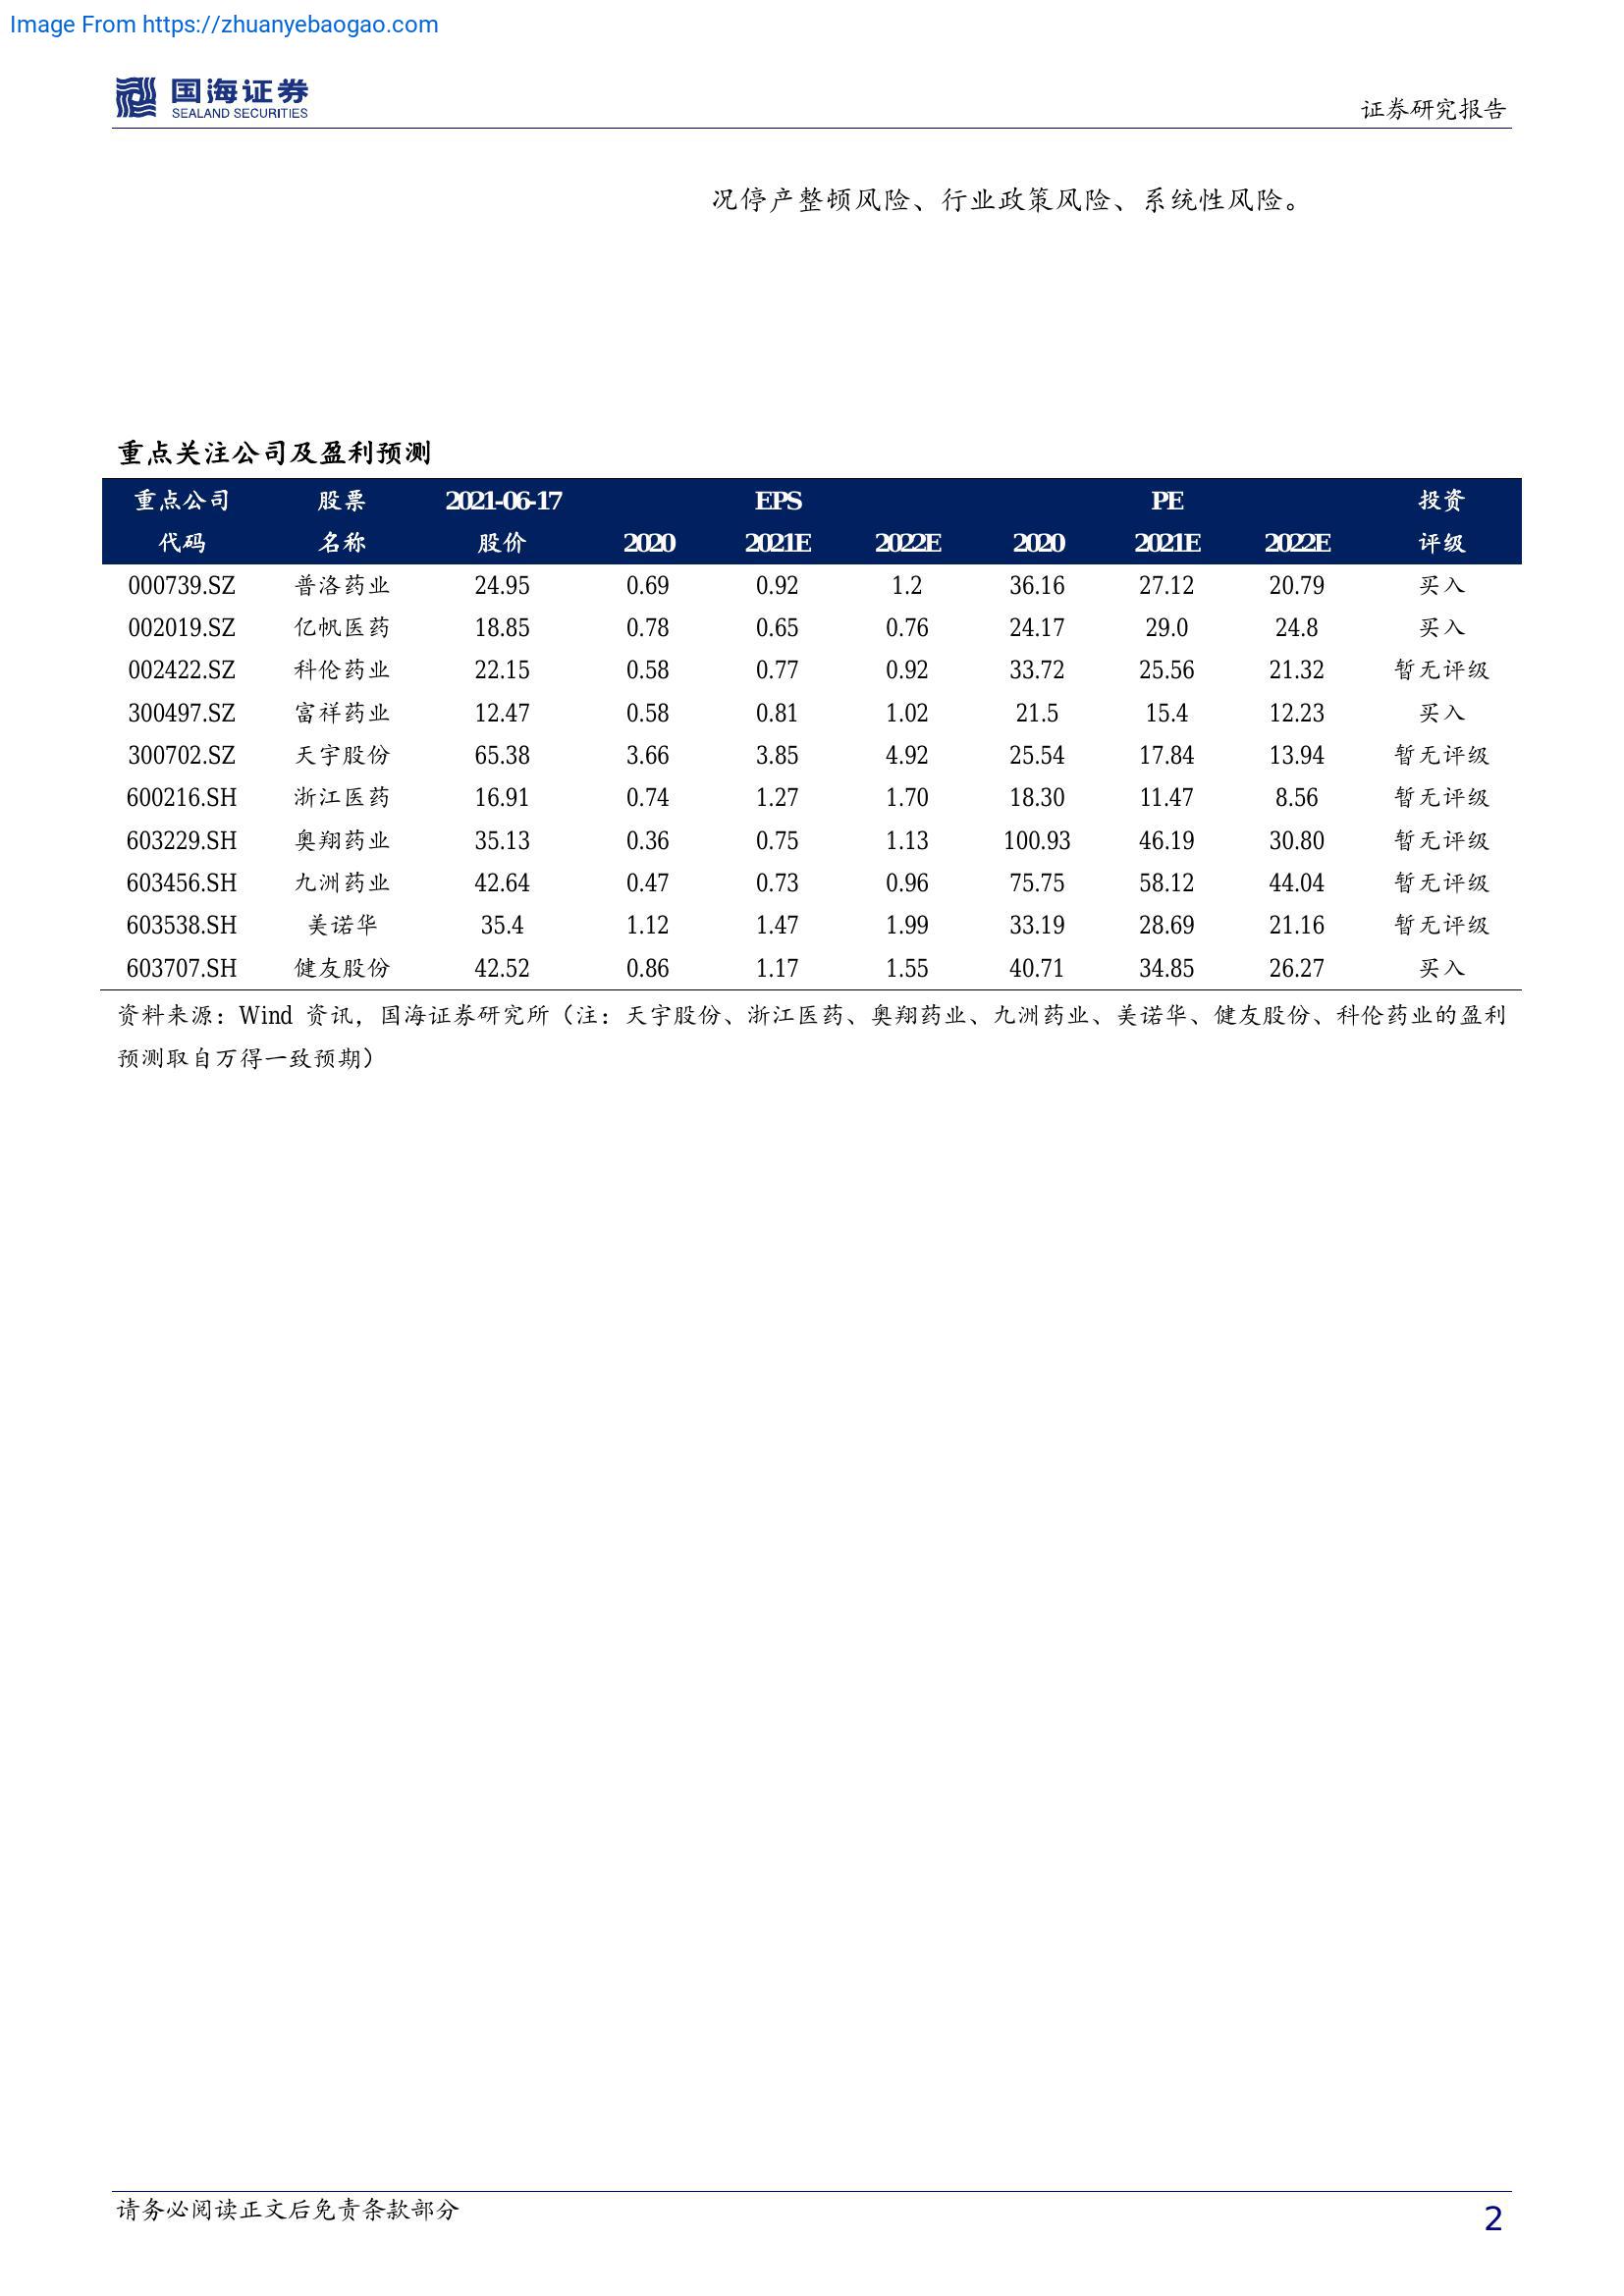 Image From https://zhuanyebaogao.com
国海证券
SEALAND SECURITIES
证券研究报告
况停产整顿风险、行业政策风险、系统性风险。
重点关注公司及盈利预测
重点公司 股票 2021-06-17 EPS PE 投资
代码 名称 股价 2020 2021E 2022E 2020 2021E 2022E 评级
000739.SZ 普洛药业 24.95 0.69 0.92 1.2 36.16 27.12 20.79 买入
002019.SZ 亿帆医药 18.85 0.78 0.65 0.76 24.17 29.0 24.8 买入
002422.SZ 科伦药业 22.15 0.58 0.77 0.92 33.72 25.56 21.32 暂无评级
300497.SZ 富祥药业 12.47 0.58 0.81 1.02 21.5 15.4 12.23 买入
300702.SZ 天宇股份 65.38 3.66 3.85 4.92 25.54 17.84 13.94 暂无评级
600216.SH 浙江医药 16.91 0.74 1.27 1.70 18.30 11.47 8.56 暂无评级
603229.SH 奥翔药业 35.13 0.36 0.75 1.13 100.93 46.19 30.80 暂无评级
603456.SH 九洲药业 42.64 0.47 0.73 0.96 75.75 58.12 44.04 暂无评级
603538.SH 美诺华 35.4 1.12 1.47 1.99 33.19 28.69 21.16 暂无评级
603707.SH 健友股份 42.52 0.86 1.17 1.55 40.71 34.85 26.27 买入
资料来源：Wind 资讯，国海证券研究所（注：天宇股份、浙江医药、奥翔药业、九洲药业、美诺华、健友股份、科伦药业的盈利
预测取自万得一致预期）
请务必阅读正文后免责条款部分
2